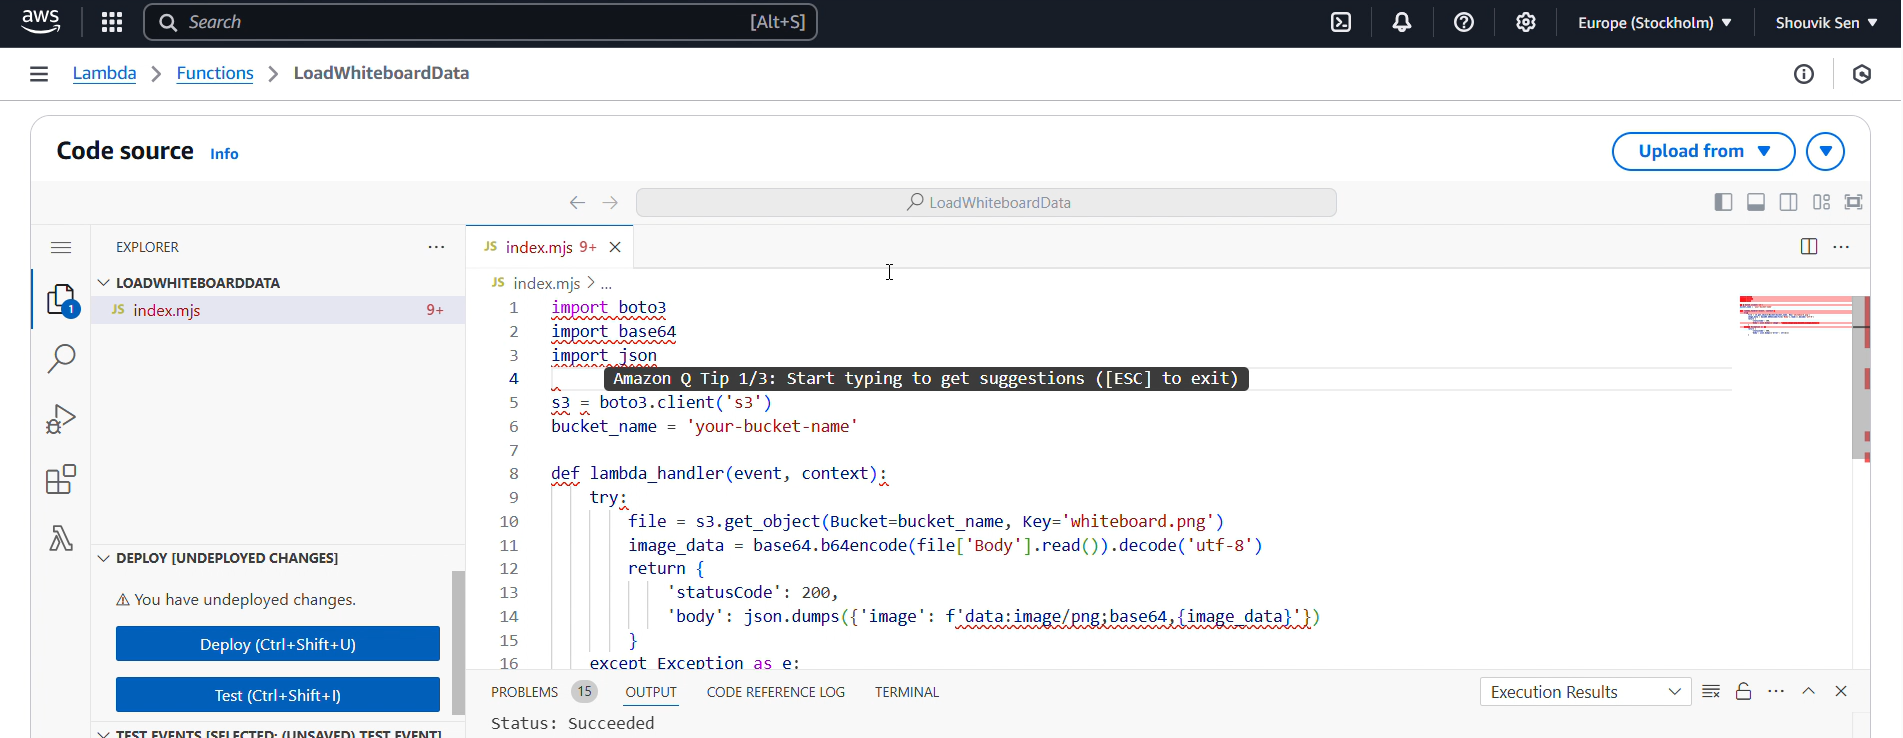 aws Search [Alt+S] Europe (Stockholm) Shouvik Sen
Lambda Functions LoadWhiteboardData
Code source Info Upload from
LoadWhiteboardData
EXPLORER
LOADWHITEBOARDDATA
JS index.mjs 9+
1
DEPLOY [UNDEPLOYED CHANGES]
You have undeployed changes.
Deploy (Ctrl+Shift+U)
Test (Ctrl+Shift+I)
TEST EVENTS [SELECTED: (UNSAVED) TEST EVENT]
JS index.mjs 9+
JS index.mjs > ...
1 import boto3
2 import base64
3 import json
4 Amazon Q Tip 1/3: Start typing to get suggestions ([ESC] to exit)
5 s3 = boto3.client('s3')
6 bucket_name = 'your-bucket-name'
7
8 def lambda_handler(event, context):
9 try:
10 file = s3.get_object(Bucket=bucket_name, Key='whiteboard.png')
11 image_data = base64.b64encode(file['Body'].read()).decode('utf-8')
12 return {
13 'statusCode': 200,
14 'body': json.dumps({'image': f'data:image/png;base64,{image_data}'})
15 }
16 except Exception as e:
PROBLEMS 15 OUTPUT CODE REFERENCE LOG TERMINAL Execution Results
Status: Succeeded